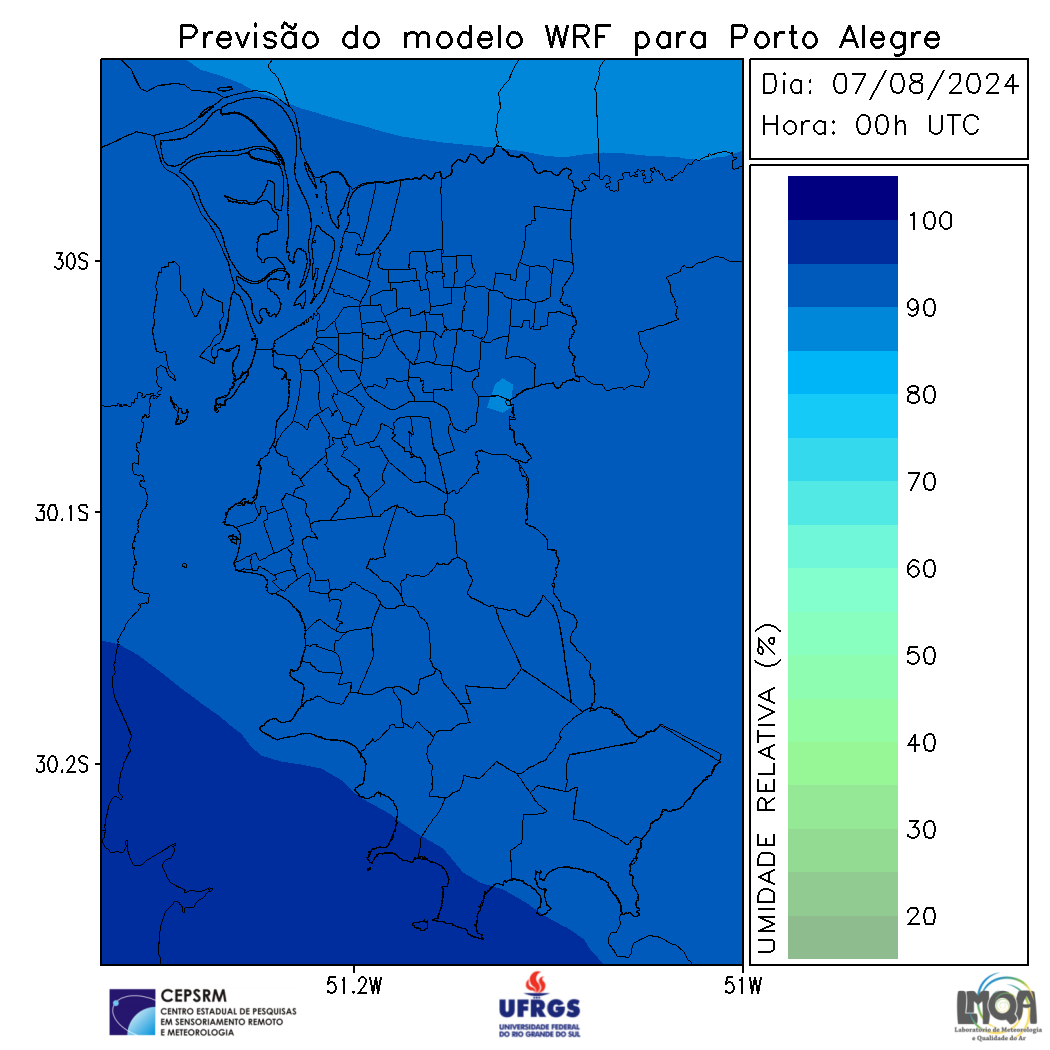 Previsão do modelo WRF para Porto Alegre
Dia: 07/08/2024
Hora: 00h UTC
30S
30.1S
30.2S
51.2W
51W
100
90
80
70
60
50
40
30
20
UMIDADE RELATIVA (%)
CEPSRM
CENTRO ESTADUAL DE PESQUISAS
EM SENSORIAMENTO REMOTO
E METEOROLOGIA
UFRGS
UNIVERSIDADE FEDERAL
DO RIO GRANDE DO SUL
LMQA
Laboratório de Meteorologia
e Qualidade do Ar